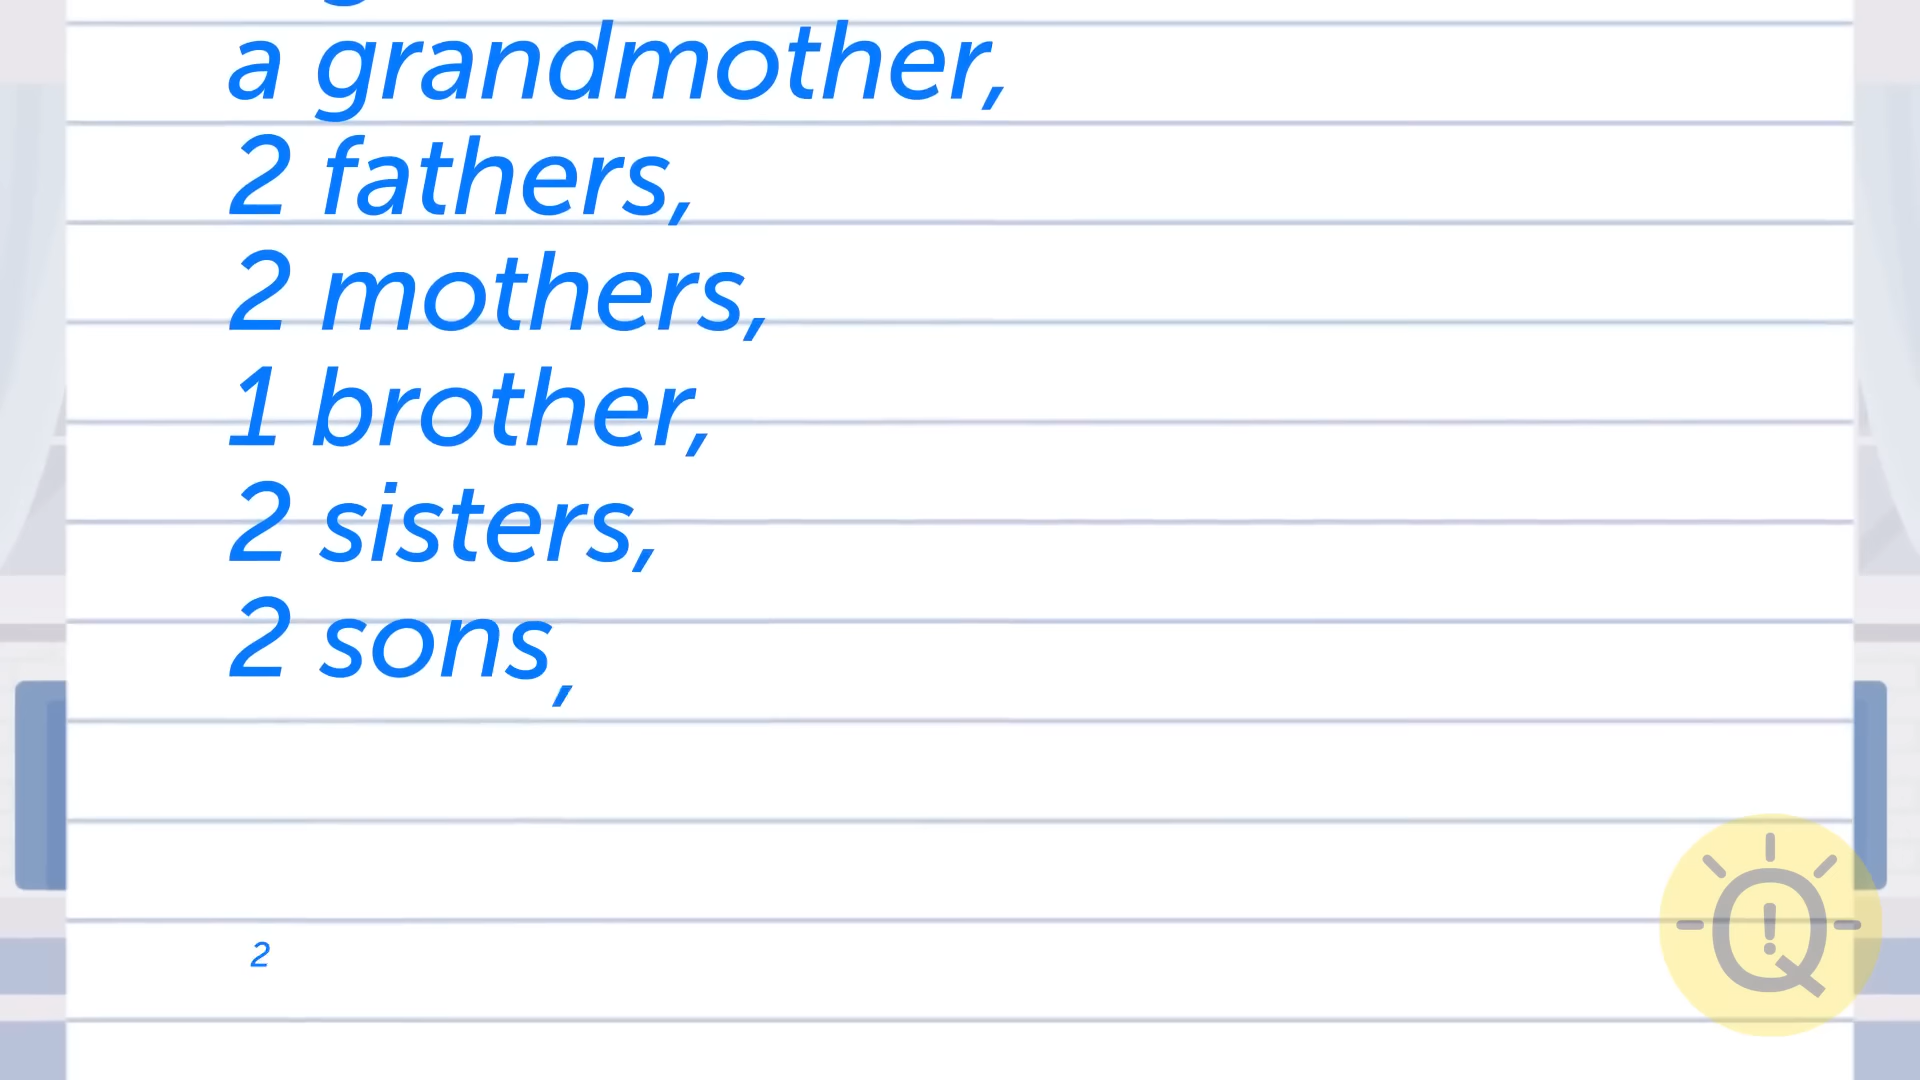 a grandmother,
2 fathers,
2 mothers,
1 brother,
2 sisters,
2 sons,
2